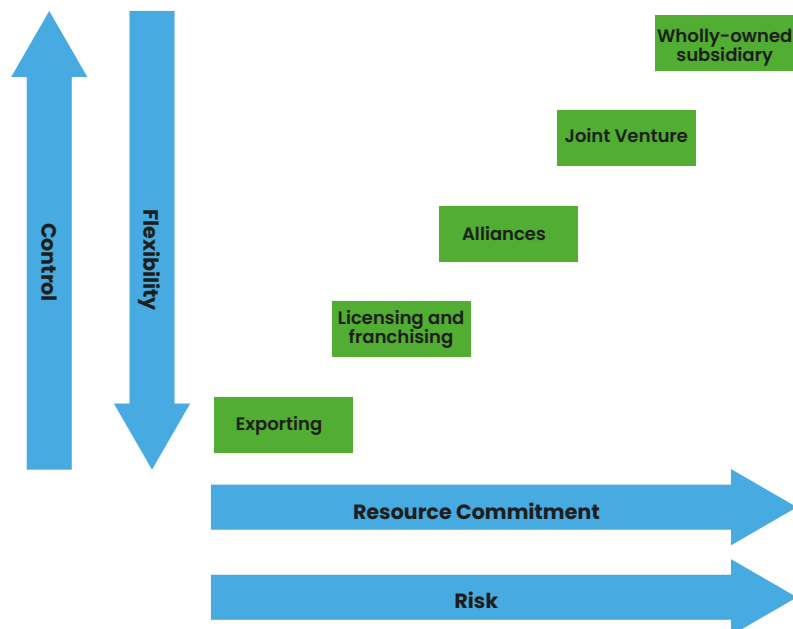 Wholly-owned
subsidiary
Joint Venture
Control
Flexibility
Alliances
Licensing and
franchising
Exporting
Resource Commitment
Risk